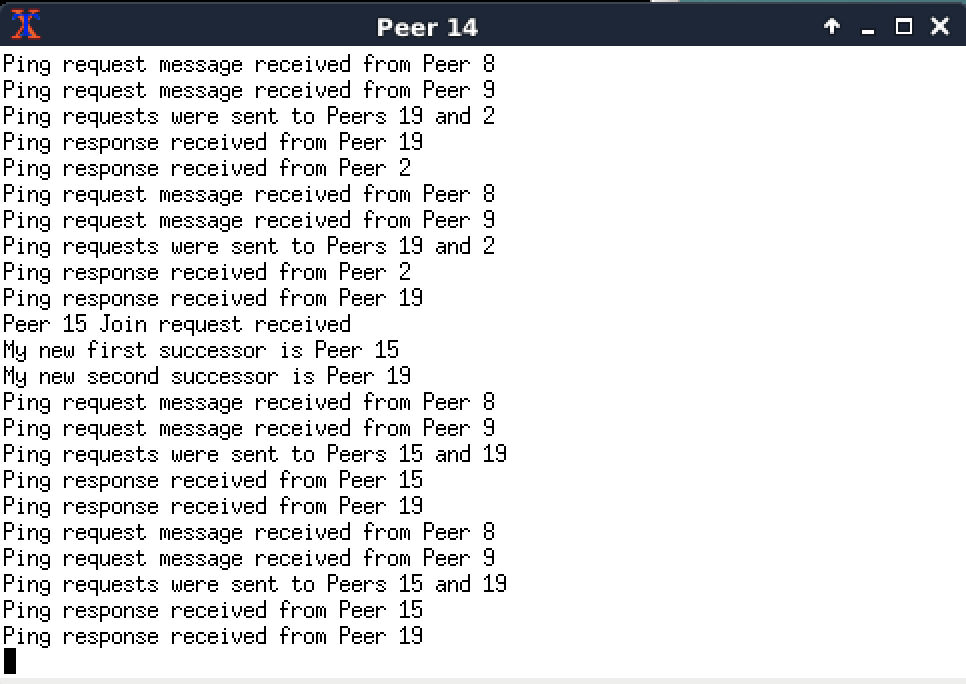 Peer 14
Ping request message received from Peer 8
Ping request message received from Peer 9
Ping requests were sent to Peers 19 and 2
Ping response received from Peer 19
Ping response received from Peer 2
Ping request message received from Peer 8
Ping request message received from Peer 9
Ping requests were sent to Peers 19 and 2
Ping response received from Peer 2
Ping response received from Peer 19
Peer 15 Join request received
My new first successor is Peer 15
My new second successor is Peer 19
Ping request message received from Peer 8
Ping request message received from Peer 9
Ping requests were sent to Peers 15 and 19
Ping response received from Peer 15
Ping response received from Peer 19
Ping request message received from Peer 8
Ping request message received from Peer 9
Ping requests were sent to Peers 15 and 19
Ping response received from Peer 15
Ping response received from Peer 19